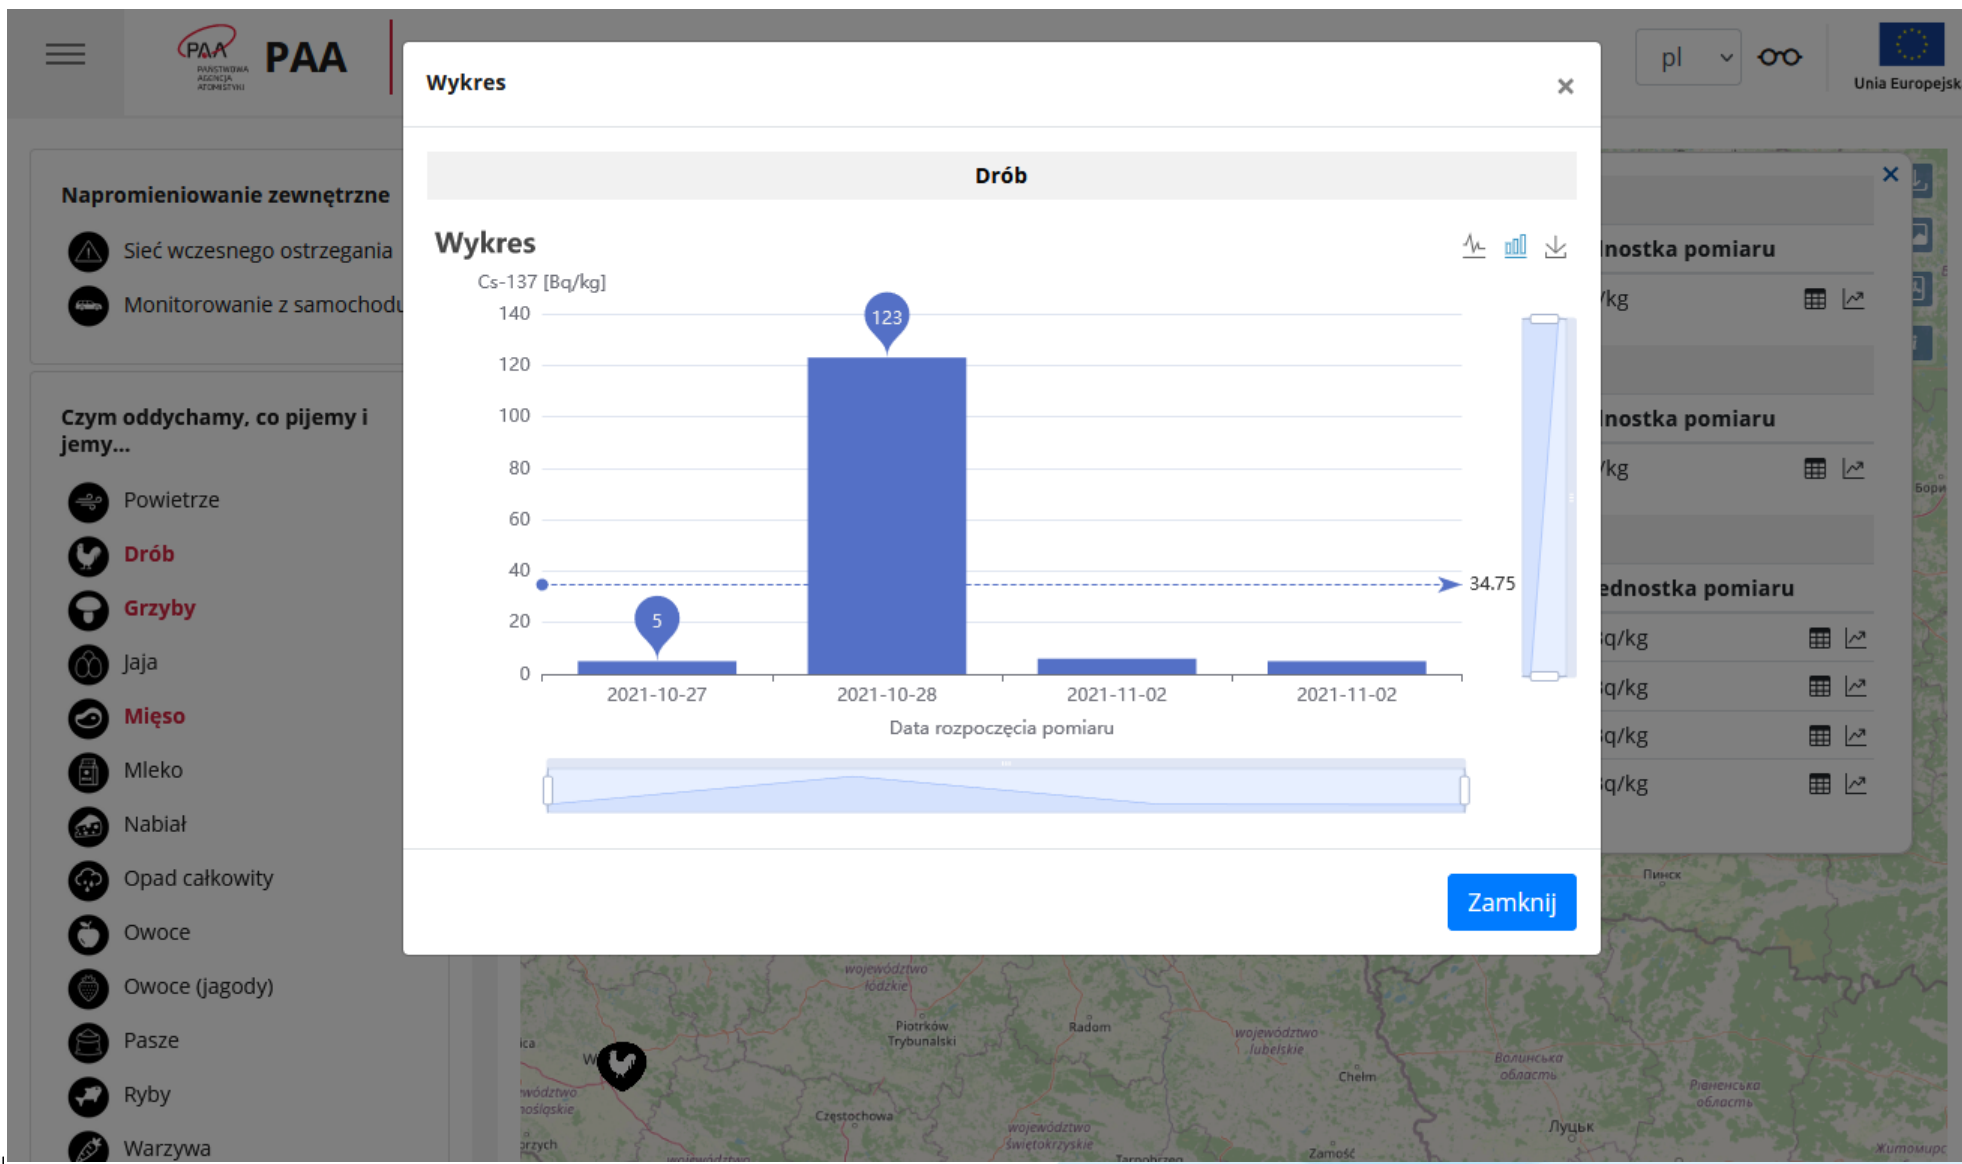 PAA
PAŃSTWOWA
AGENCJA
ATOMISTYKI
PAA
pl
Unia Europejsk
Wykres
×
Drób
Wykres
Cs-137 [Bq/kg]
140
120
100
80
60
40
20
0
123
5
34.75
2021-10-27
2021-10-28
2021-11-02
2021-11-02
Data rozpoczęcia pomiaru
Zamknij
Napromieniowanie zewnętrzne
Sieć wczesnego ostrzegania
Monitorowanie z samochodu
Czym oddychamy, co pijemy i
jemy...
Powietrze
Drób
Grzyby
Jaja
Mięso
Mleko
Nabiał
Opad całkowity
Owoce
Owoce (jagody)
Pasze
Ryby
Warzywa
×
nostka pomiaru
/kg
nostka pomiaru
/kg
ednostka pomiaru
q/kg
q/kg
q/kg
q/kg
Пинск
województwo
łódzkie
Piotrków
Trybunalski
Radom
województwo
lubelskie
Chełm
Волинська
область
Рівненська
область
Częstochowa
województwo
świętokrzyskie
Луцьк
Zamość
Tarnobrzeg
Житомирс
województwo